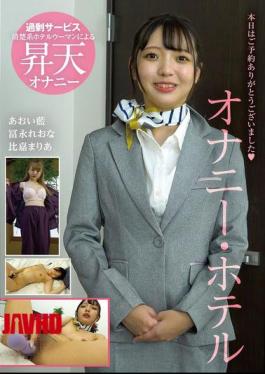 過剰サービス
清楚系ホテルウーマンによる
昇天
オナニー
あおい藍
冨永れおな
比嘉まりあ
本日はご予約ありがとうございました♥
オナニー・ホテル
JAVHD